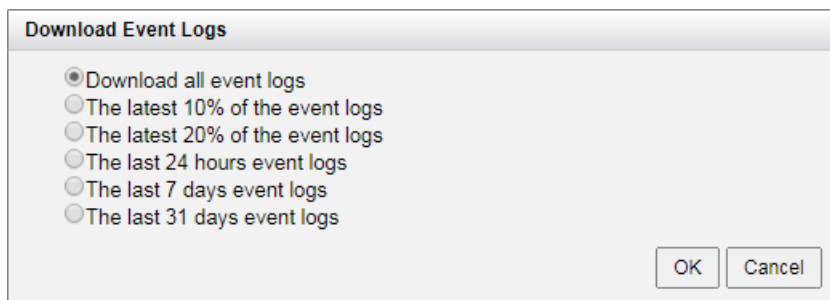 Download Event Logs
Download all event logs
The latest 10% of the event logs
The latest 20% of the event logs
The last 24 hours event logs
The last 7 days event logs
The last 31 days event logs
OK Cancel